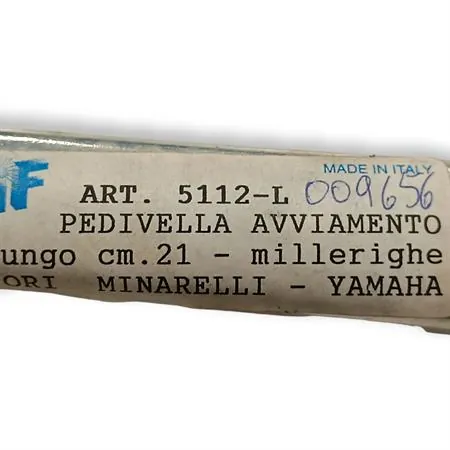 MADE IN ITALY
ART. 5112-L 009656
PEDIVELLA AVVIAMENTO
ungo cm.21 - millerighe
ORI MINARELLI - YAMAHA